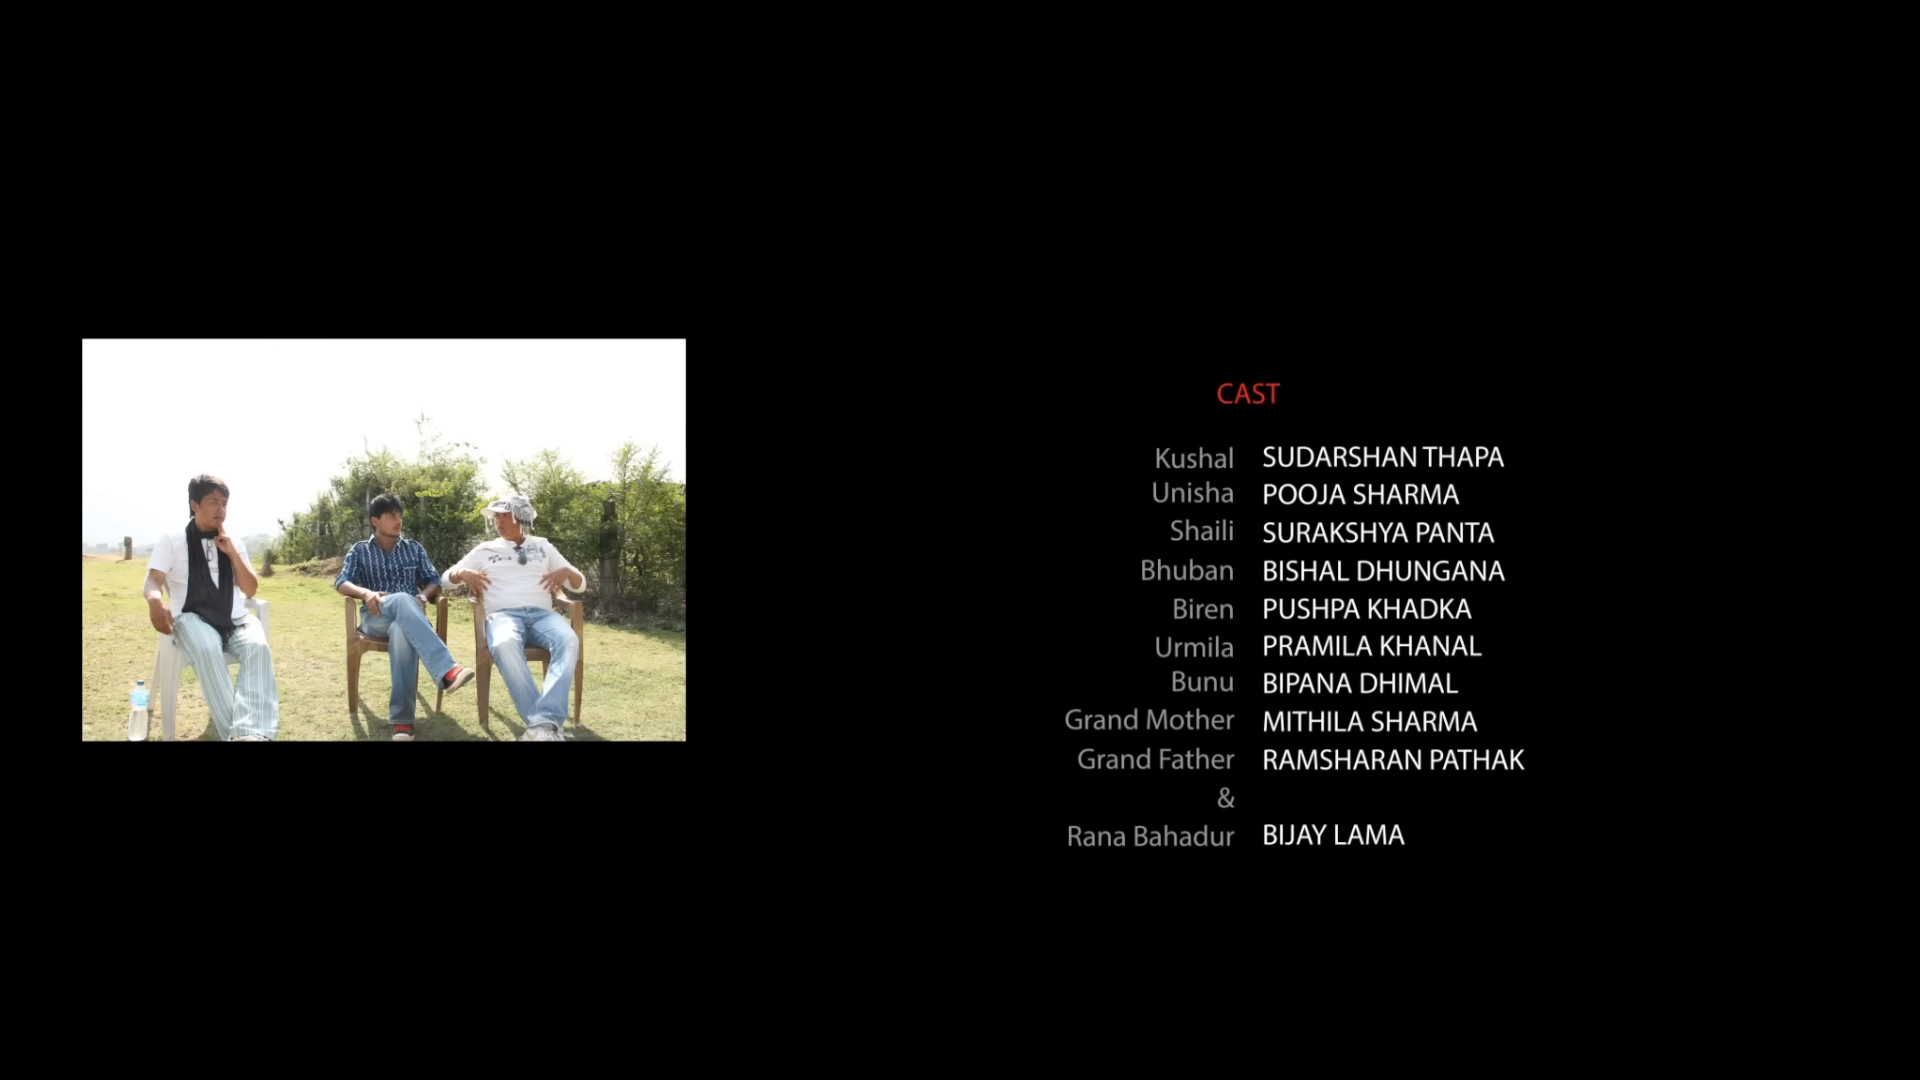 CAST
Kushal SUDARSHAN THAPA
Unisha POOJA SHARMA
Shaili SURAKSHYA PANTA
Bhuban BISHAL DHUNGANA
Biren PUSHPA KHADKA
Urmila PRAMILA KHANAL
Bunu BIPANA DHIMAL
Grand Mother MITHILA SHARMA
Grand Father RAMSHARAN PATHAK
&
Rana Bahadur BIJAY LAMA